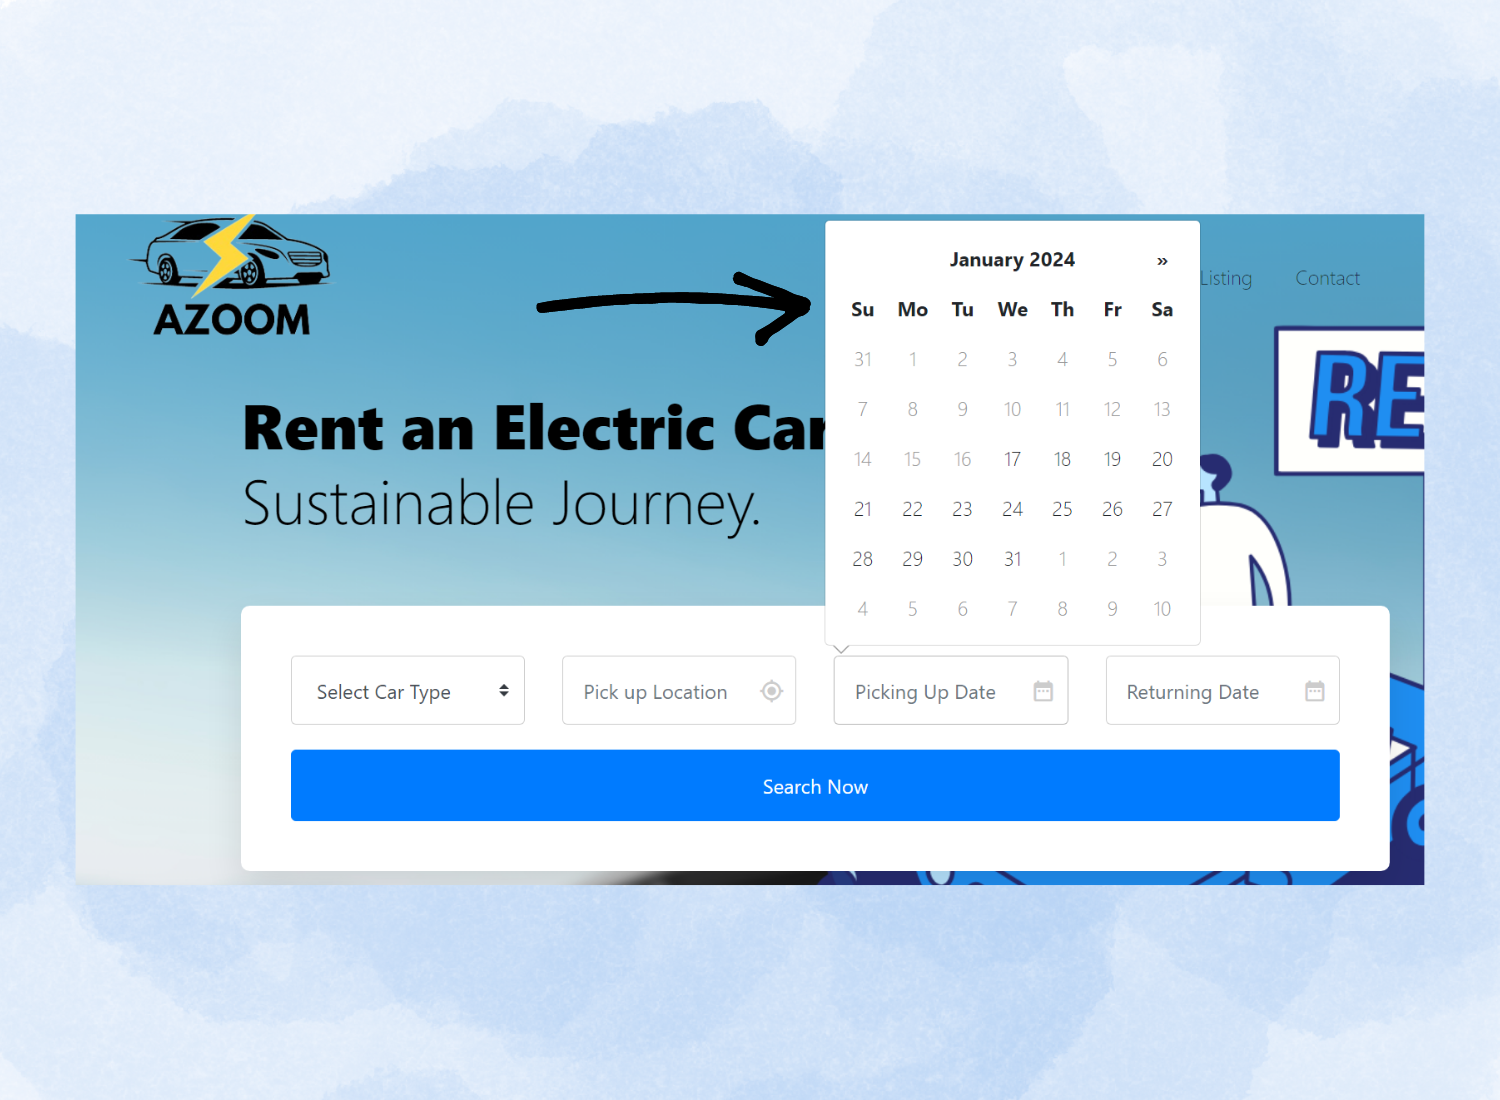 AZOOM
Listing
Contact
Rent an Electric Car
Sustainable Journey.
January 2024 »
Su Mo Tu We Th Fr Sa
31 1 2 3 4 5 6
7 8 9 10 11 12 13
14 15 16 17 18 19 20
21 22 23 24 25 26 27
28 29 30 31 1 2 3
4 5 6 7 8 9 10
RE
Select Car Type
Pick up Location
Picking Up Date
Returning Date
Search Now